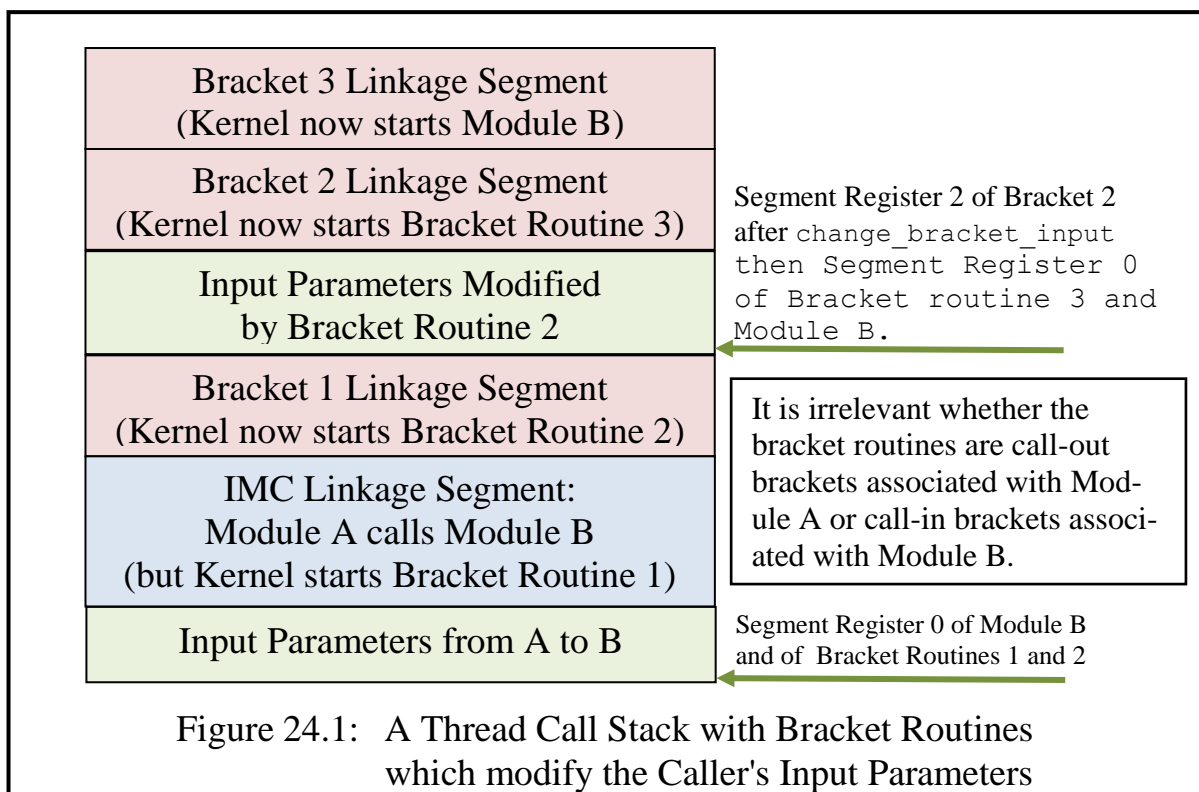 Bracket 3 Linkage Segment
(Kernel now starts Module B)
Bracket 2 Linkage Segment
(Kernel now starts Bracket Routine 3)
Input Parameters Modified
by Bracket Routine 2
Segment Register 2 of Bracket 2
after change_bracket_input
then Segment Register 0
of Bracket routine 3 and
Module B.
Bracket 1 Linkage Segment
(Kernel now starts Bracket Routine 2)
IMC Linkage Segment:
Module A calls Module B
(but Kernel starts Bracket Routine 1)
It is irrelevant whether the
bracket routines are call-out
brackets associated with Mod-
ule A or call-in brackets associ-
ated with Module B.
Input Parameters from A to B
Segment Register 0 of Module B
and of Bracket Routines 1 and 2
Figure 24.1: A Thread Call Stack with Bracket Routines
which modify the Caller's Input Parameters